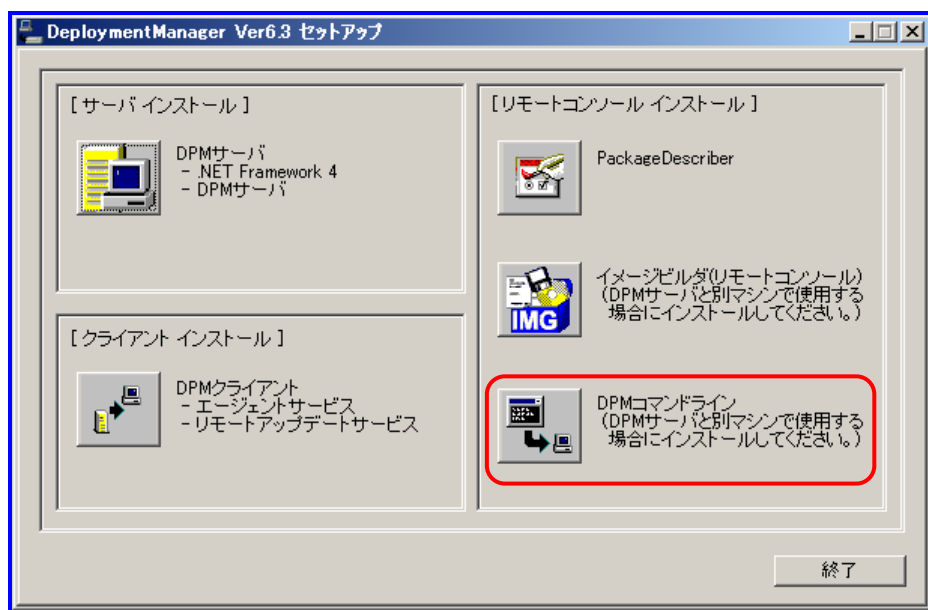 DeploymentManager Ver6.3 セットアップ
[ サーバ インストール ]
DPMサーバ
- .NET Framework 4
- DPMサーバ
[ クライアント インストール ]
DPMクライアント
- エージェントサービス
- リモートアップデートサービス
[リモートコンソール インストール ]
PackageDescriber
IMG
イメージビルダ(リモートコンソール)
(DPMサーバと別マシンで使用する
場合にインストールしてください。)
DPMコマンドライン
(DPMサーバと別マシンで使用する
場合にインストールしてください。)
終了